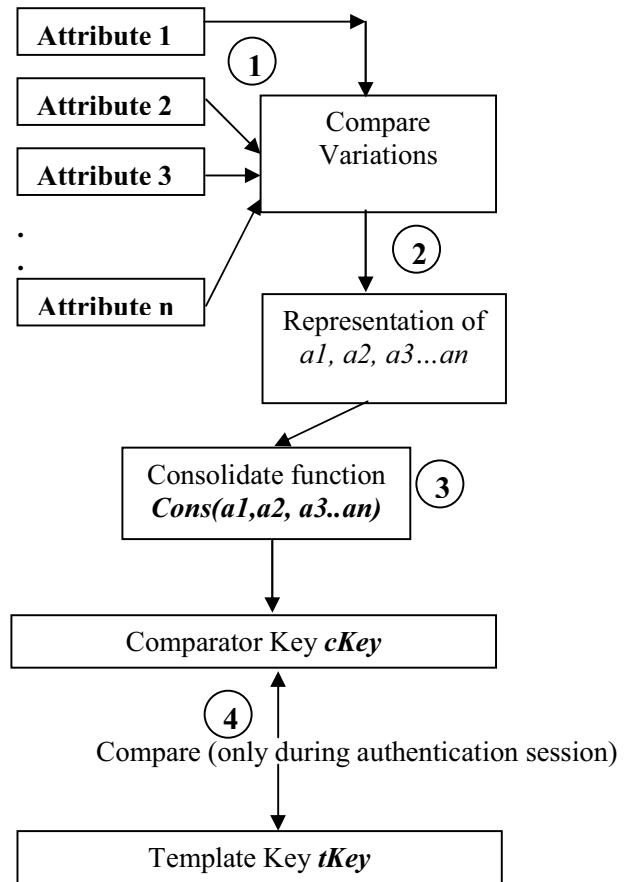 Attribute 1
1
Attribute 2
Compare
Variations
Attribute 3
.
.
2
Attribute n
Representation of
a1, a2, a3...an
Consolidate function
Cons(a1,a2, a3..an)
3
Comparator Key cKey
4
Compare (only during authentication session)
Template Key tKey